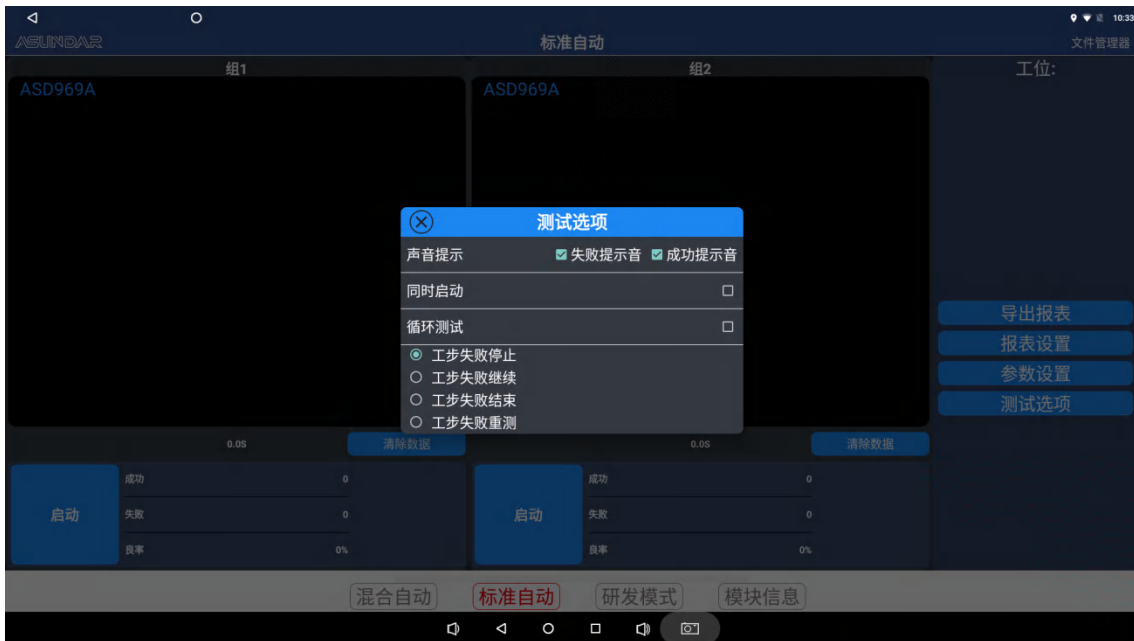 10:33
ASUNDAR
标准自动
文件管理器
组1
组2
工位:
ASD969A
ASD969A
测试选项
声音提示 失败提示音 成功提示音
同时启动
循环测试
工步失败停止
工步失败继续
工步失败结束
工步失败重测
导出报表
报表设置
参数设置
测试选项
0.0S 清除数据
0.0S 清除数据
启动
成功 0
失败 0
良率 0%
启动
成功 0
失败 0
良率 0%
混合自动 标准自动 研发模式 模块信息